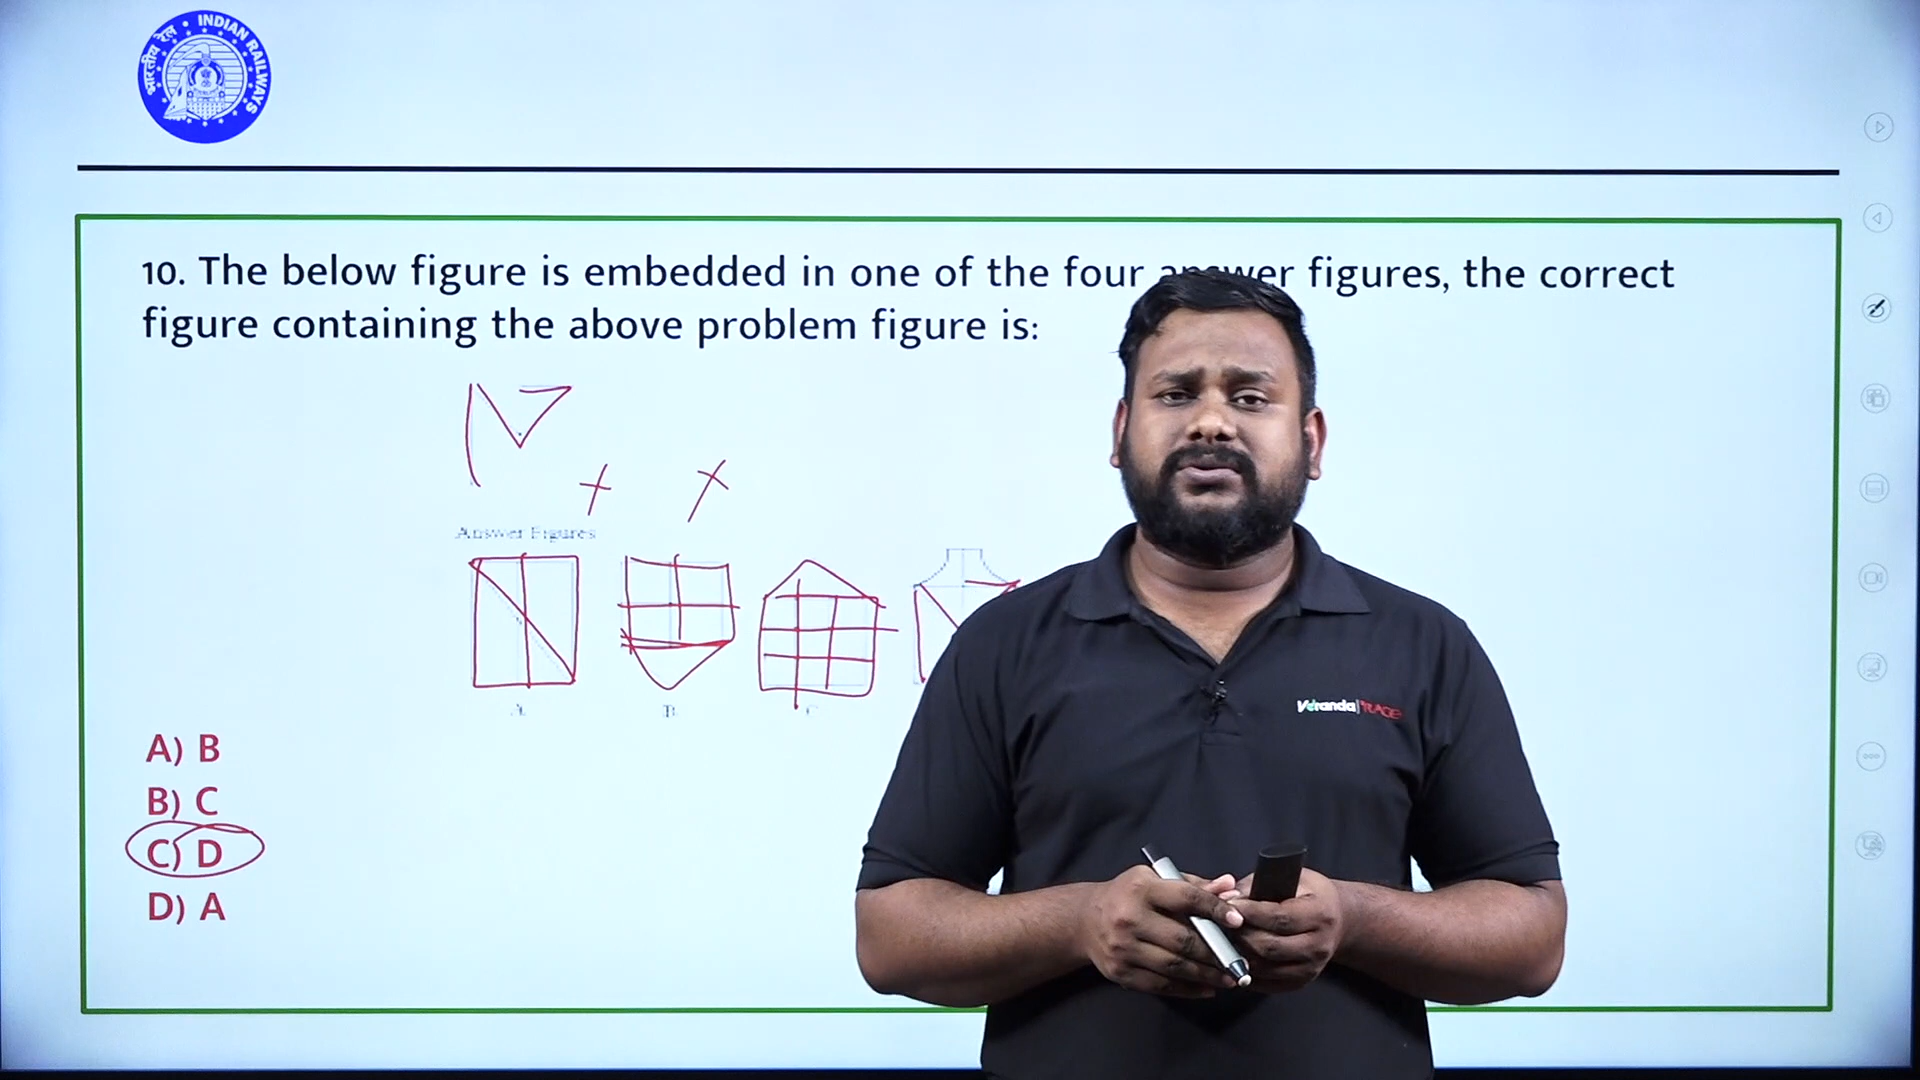 भारतीय रेल • INDIAN RAILWAYS
10. The below figure is embedded in one of the four answer figures, the correct
figure containing the above problem figure is:
Answer Figures
A B C
A) B
B) C
C) D
D) A
Veranda|RACE